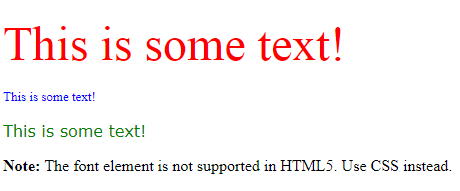 This is some text!
This is some text!
This is some text!
Note: The font element is not supported in HTML5. Use CSS instead.